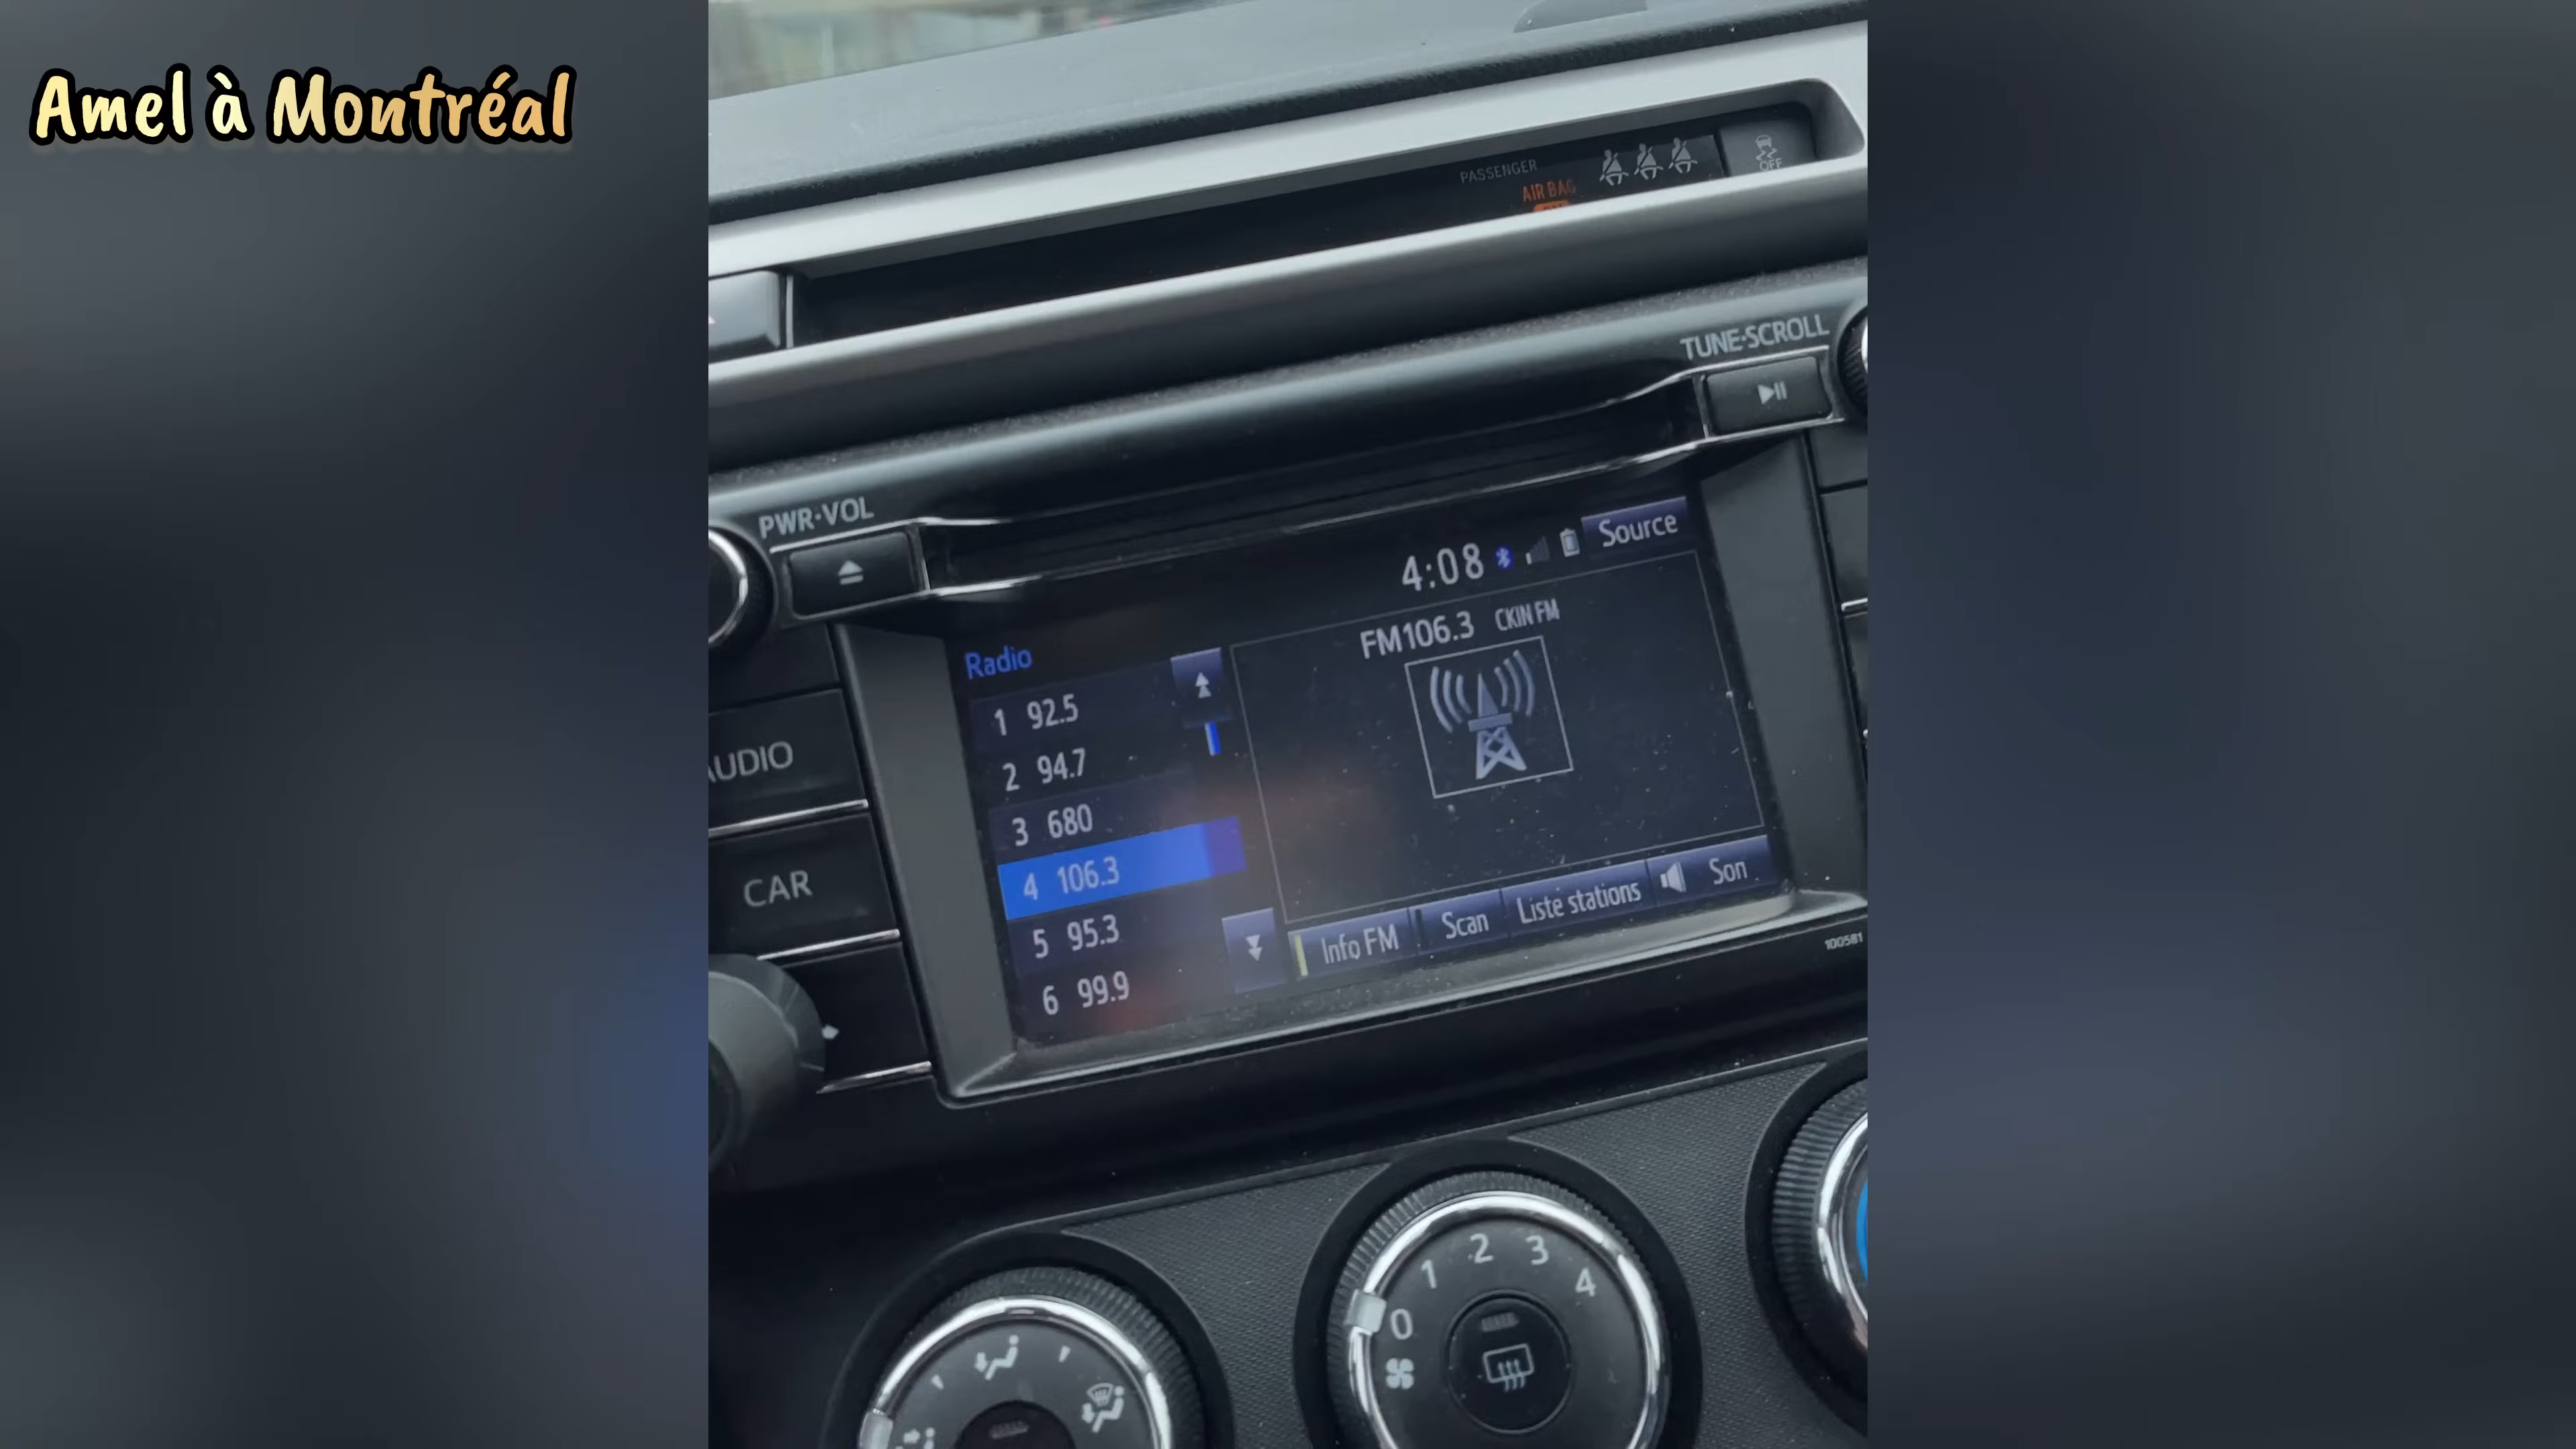 Amel à Montréal
PASSENGER
AIR BAG
OFF
TUNE·SCROLL
PWR·VOL
4:08
Source
FM106.3 CKIN FM
Radio
1 92.5
2 94.7
3 680
4 106.3
5 95.3
6 99.9
Info FM
Scan
Liste stations
Son
AUDIO
CAR
100581
0 1 2 3 4